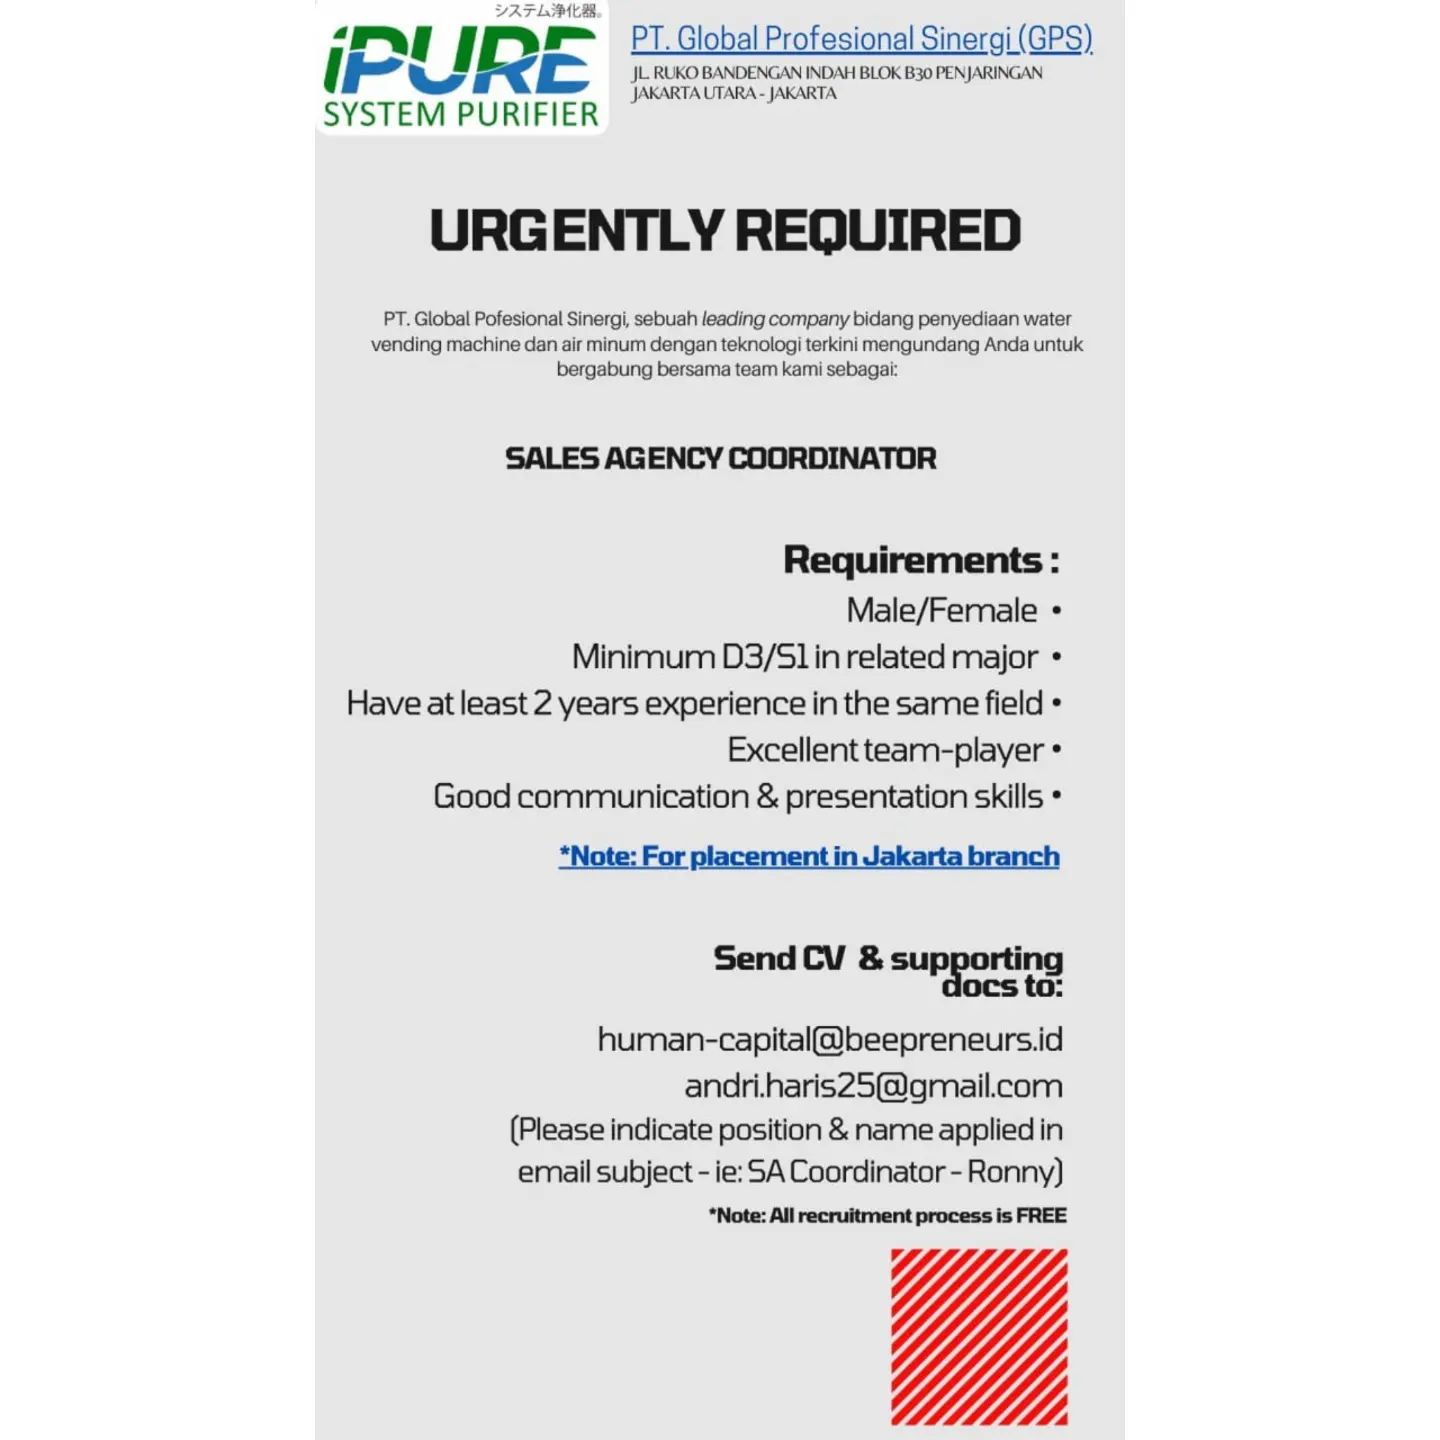 システム浄化器。
iPURE
SYSTEM PURIFIER
PT. Global Profesional Sinergi (GPS)
JL. RUKO BANDENGAN INDAH BLOK B30 PENJARINGAN
JAKARTA UTARA - JAKARTA
URGENTLY REQUIRED
PT. Global Pofesional Sinergi, sebuah leading company bidang penyediaan water
vending machine dan air minum dengan teknologi terkini mengundang Anda untuk
bergabung bersama team kami sebagai:
SALES AGENCY COORDINATOR
Requirements :
Male/Female •
Minimum D3/S1 in related major •
Have at least 2 years experience in the same field •
Excellent team-player •
Good communication & presentation skills •
*Note: For placement in Jakarta branch
Send CV & supporting
docs to:
human-capital@beepreneurs.id
andri.haris25@gmail.com
(Please indicate position & name applied in
email subject - ie: SA Coordinator - Ronny)
*Note: All recruitment process is FREE